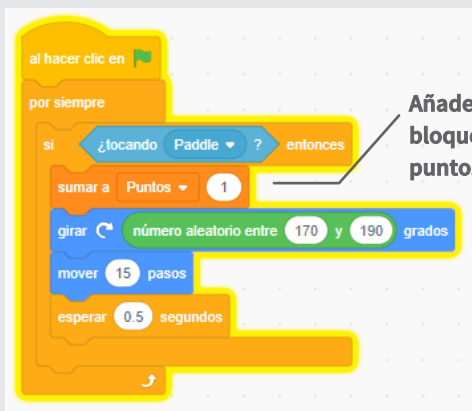 al hacer clic en
por siempre
si ¿tocando Paddle ? entonces
sumar a Puntos 1
girar número aleatorio entre 170 y 190 grados
mover 15 pasos
esperar 0.5 segundos
Añade
bloque
punto